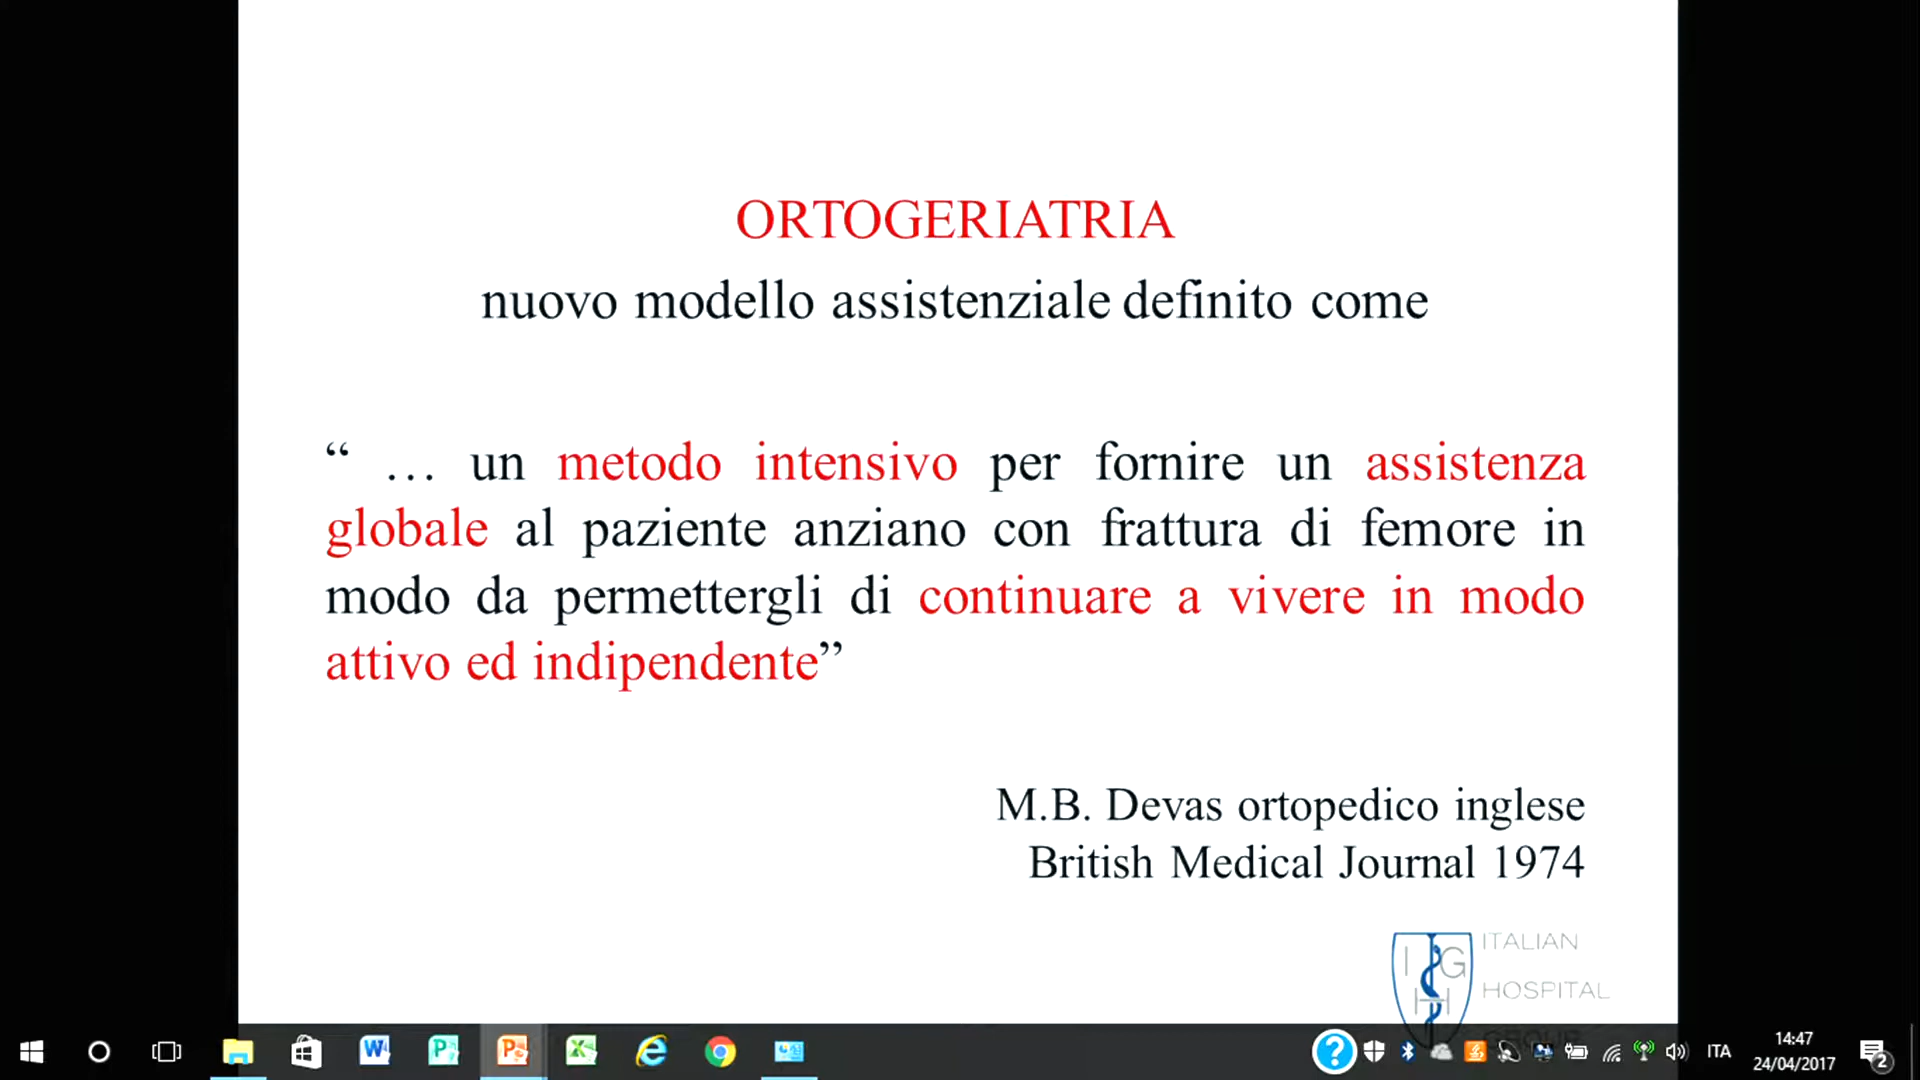 ORTOGERIATRIA
nuovo modello assistenziale definito come
“ … un metodo intensivo per fornire un assistenza
globale al paziente anziano con frattura di femore in
modo da permettergli di continuare a vivere in modo
attivo ed indipendente”
M.B. Devas ortopedico inglese
British Medical Journal 1974
I G H
ITALIAN
HOSPITAL
GROUP
ITA
14:47
24/04/2017
2